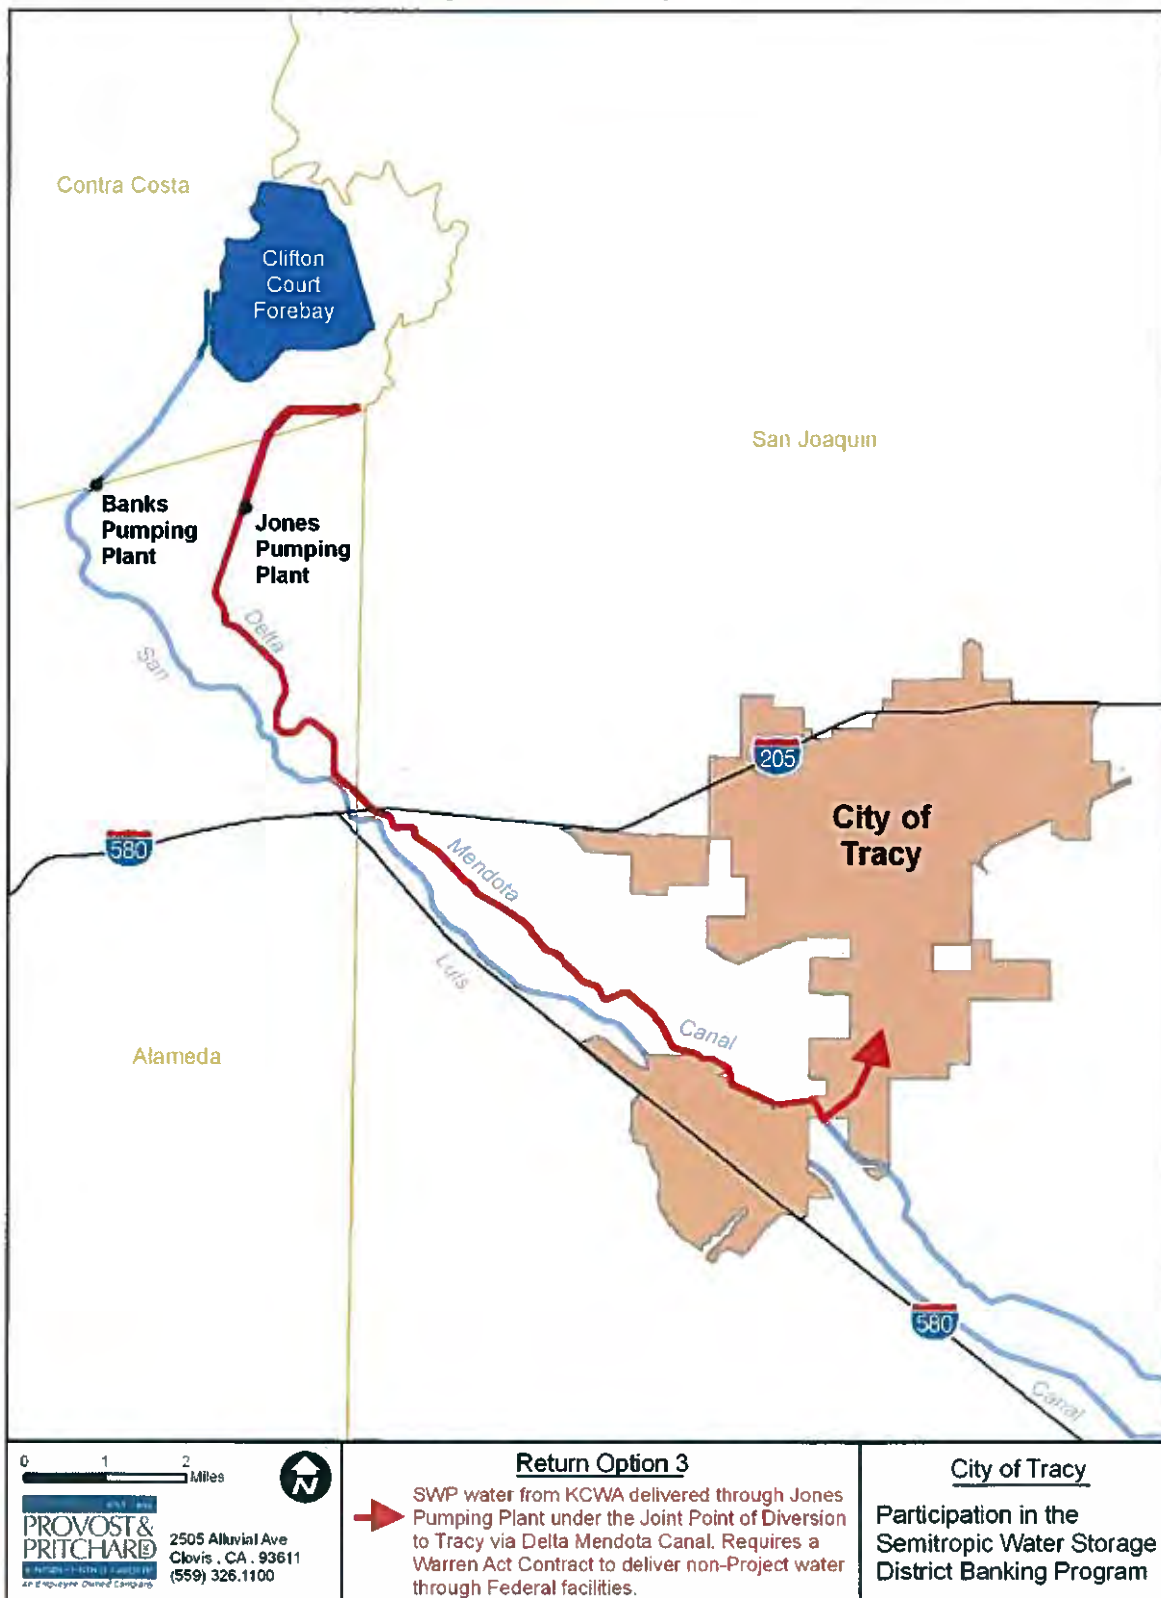 Contra Costa
Clifton
Court
Forebay
San Joaquin
Banks
Pumping
Plant
Jones
Pumping
Plant
Delta
San
205
580
City of
Tracy
Mendota
Luis
Canal
Alameda
580
Canal
0 1 2
Miles
N
PROVOST &
PRITCHARD
An Employee Owned Company
2505 Alluvial Ave
Clovis , CA , 93611
(559) 326.1100
Return Option 3
SWP water from KCWA delivered through Jones
Pumping Plant under the Joint Point of Diversion
to Tracy via Delta Mendota Canal. Requires a
Warren Act Contract to deliver non-Project water
through Federal facilities.
City of Tracy
Participation in the
Semitropic Water Storage
District Banking Program